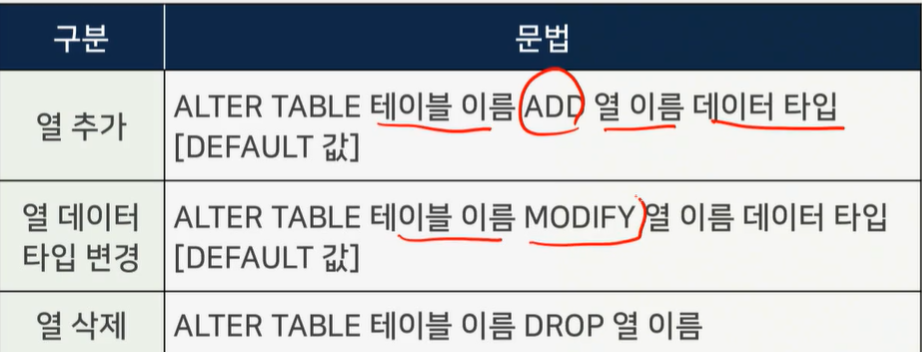 구분 문법
열 추가 ALTER TABLE 테이블 이름 ADD 열 이름 데이터 타입
[DEFAULT 값]
열 데이터 ALTER TABLE 테이블 이름 MODIFY 열 이름 데이터 타입
타입 변경 [DEFAULT 값]
열 삭제 ALTER TABLE 테이블 이름 DROP 열 이름